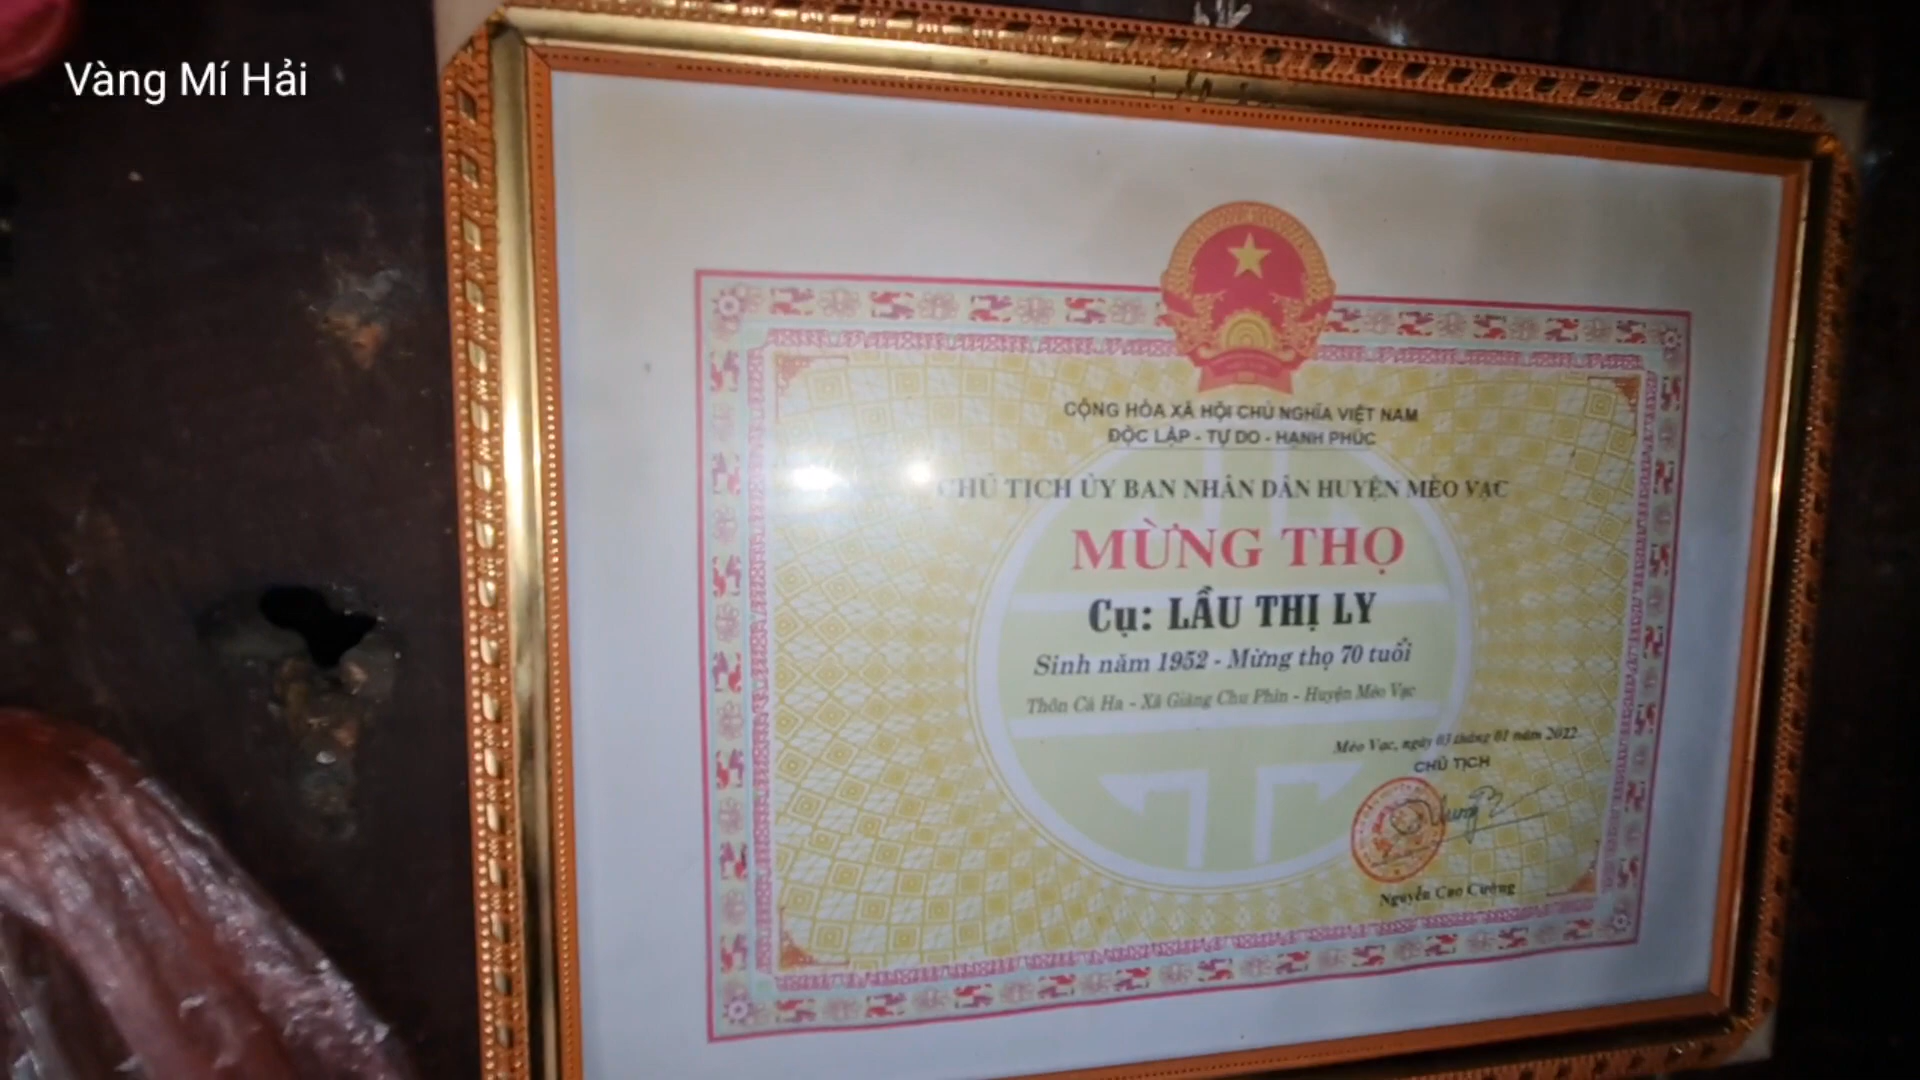 Vàng Mí Hải
CỘNG HÒA XÃ HỘI CHỦ NGHĨA VIỆT NAM
ĐỘC LẬP - TỰ DO - HẠNH PHÚC
CHỦ TỊCH ỦY BAN NHÂN DÂN HUYỆN MÈO VẠC
MỪNG THỌ
Cụ: LẦU THỊ LY
Sinh năm 1952 - Mừng thọ 70 tuổi
Thôn Cá Ha - Xã Giàng Chu Phìn - Huyện Mèo Vạc
Mèo Vạc, ngày 03 tháng 01 năm 2022
CHỦ TỊCH
Nguyễn Cao Cường